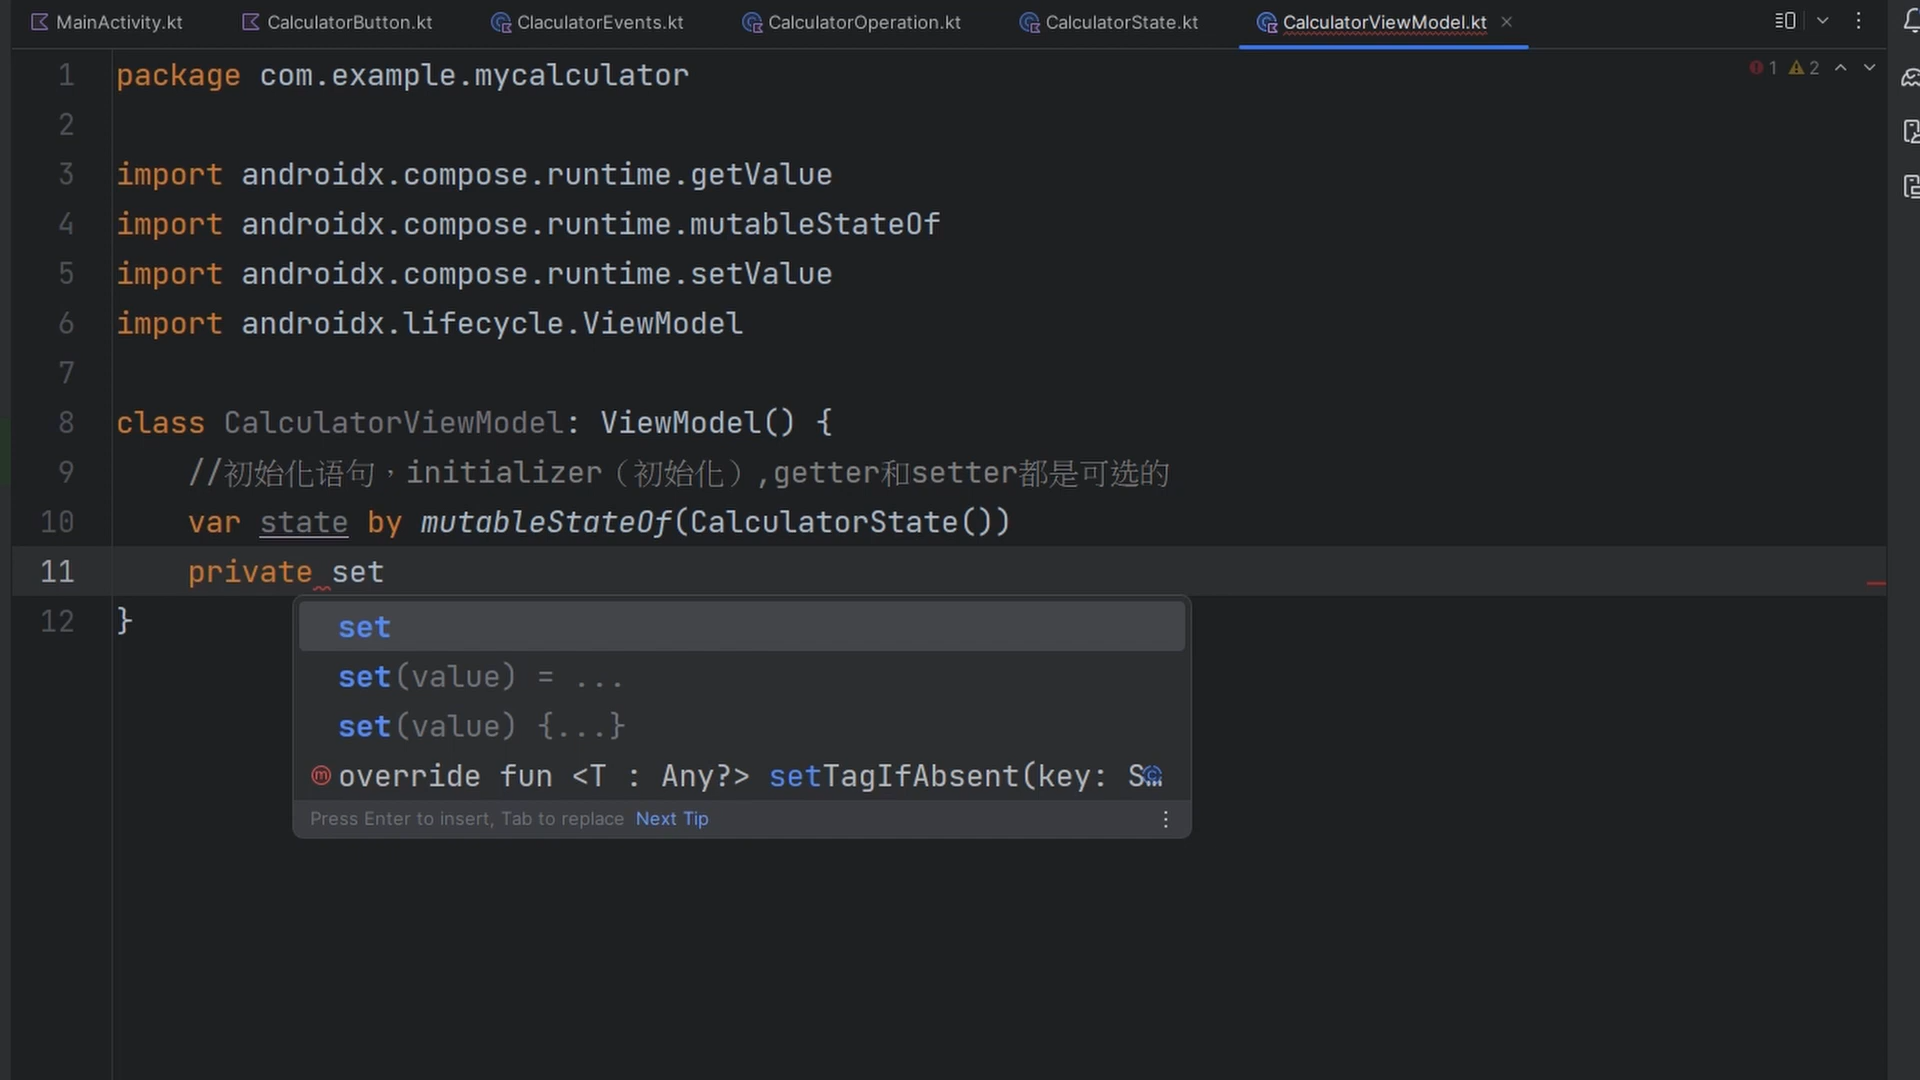 MainActivity.kt CalculatorButton.kt ClaculatorEvents.kt CalculatorOperation.kt CalculatorState.kt CalculatorViewModel.kt
1 2
1 package com.example.mycalculator
2
3 import androidx.compose.runtime.getValue
4 import androidx.compose.runtime.mutableStateOf
5 import androidx.compose.runtime.setValue
6 import androidx.lifecycle.ViewModel
7
8 class CalculatorViewModel: ViewModel() {
9 //初始化语句，initializer（初始化）,getter和setter都是可选的
10 var state by mutableStateOf(CalculatorState())
11 private set
12 }
set
set(value) = ...
set(value) {...}
override fun <T : Any?> setTagIfAbsent(key: S…
Press Enter to insert, Tab to replace Next Tip